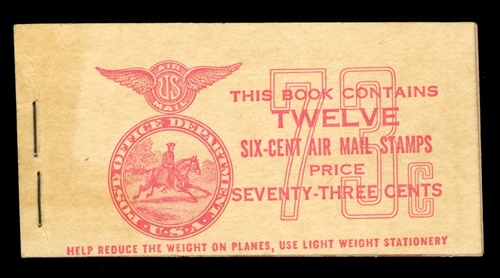 AIR
US
MAIL
POST OFFICE DEPARTMENT
U.S.A.
73c
THIS BOOK CONTAINS
TWELVE
SIX-CENT AIR MAIL STAMPS
PRICE
SEVENTY-THREE CENTS
HELP REDUCE THE WEIGHT ON PLANES, USE LIGHT WEIGHT STATIONERY